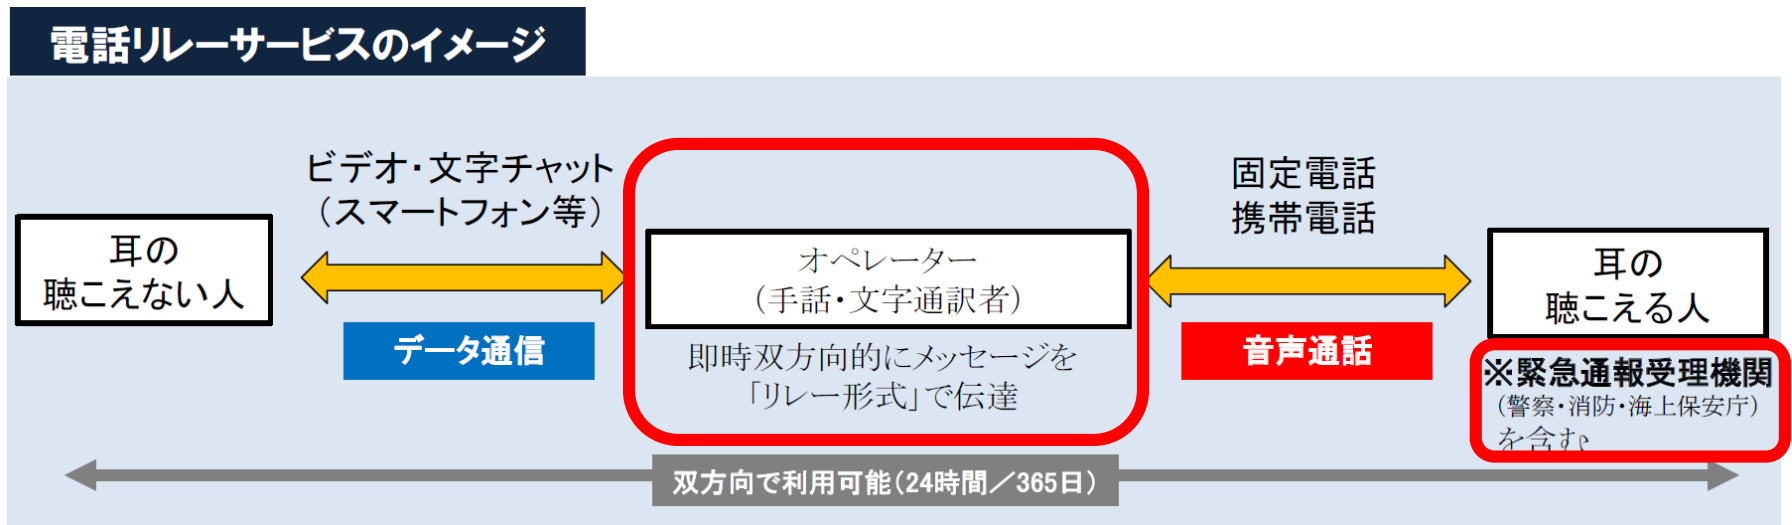 電話リレーサービスのイメージ
ビデオ・文字チャット
（スマートフォン等）
固定電話
携帯電話
耳の
聴こえない人
オペレーター
（手話・文字通訳者）
耳の
聴こえる人
データ通信
即時双方向的にメッセージを
「リレー形式」で伝達
音声通話
※緊急通報受理機関
（警察・消防・海上保安庁）
を含む
双方向で利用可能（24時間／365日）